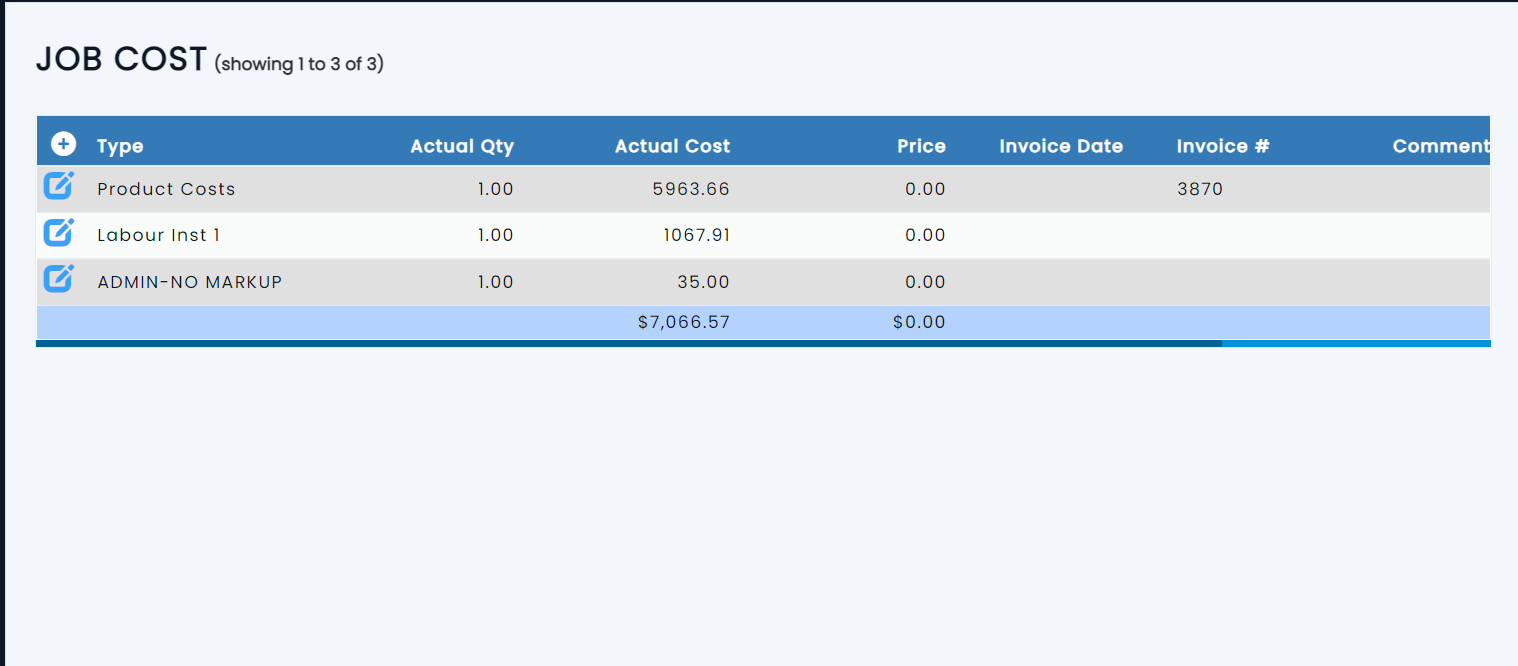 JOB COST (showing 1 to 3 of 3)
Type Actual Qty Actual Cost Price Invoice Date Invoice # Comment
Product Costs 1.00 5963.66 0.00 3870
Labour Inst 1 1.00 1067.91 0.00
ADMIN-NO MARKUP 1.00 35.00 0.00
$7,066.57 $0.00